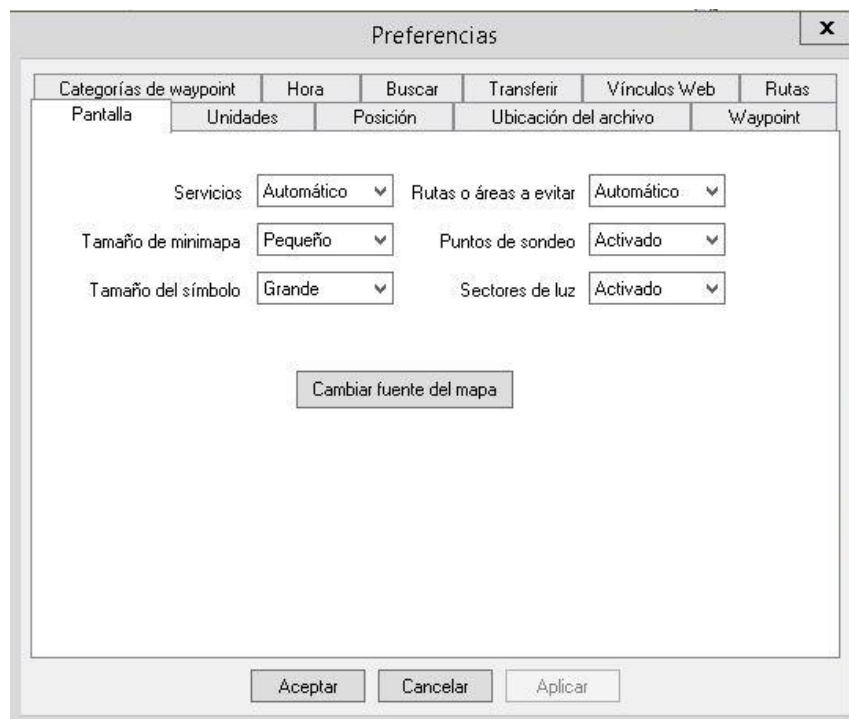 Preferencias
x
Categorías de waypoint Hora Buscar Transferir Vínculos Web Rutas
Pantalla Unidades Posición Ubicación del archivo Waypoint
Servicios Automático Rutas o áreas a evitar Automático
Tamaño de minimapa Pequeño Puntos de sondeo Activado
Tamaño del símbolo Grande Sectores de luz Activado
Cambiar fuente del mapa
Aceptar Cancelar Aplicar